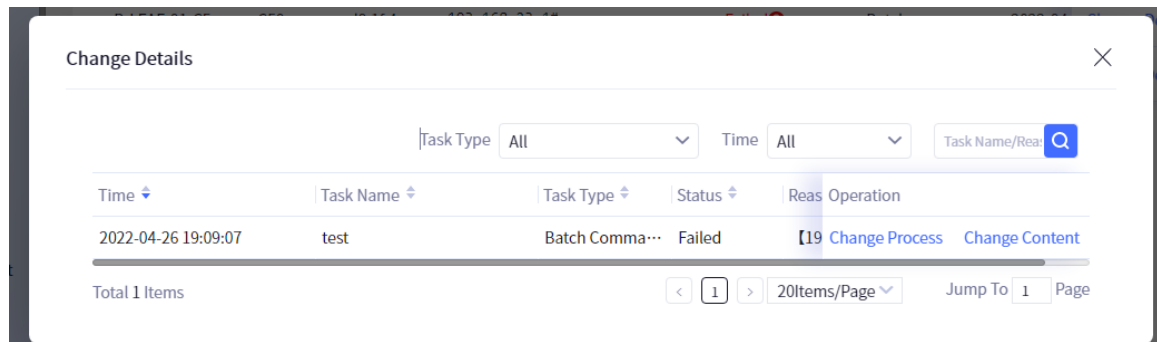 Change Details
Task Type All Time All Task Name/Rea
Time Task Name Task Type Status Reas Operation
2022-04-26 19:09:07 test Batch Comma··· Failed 【19 Change Process Change Content
Total 1 Items 1 20Items/Page Jump To 1 Page